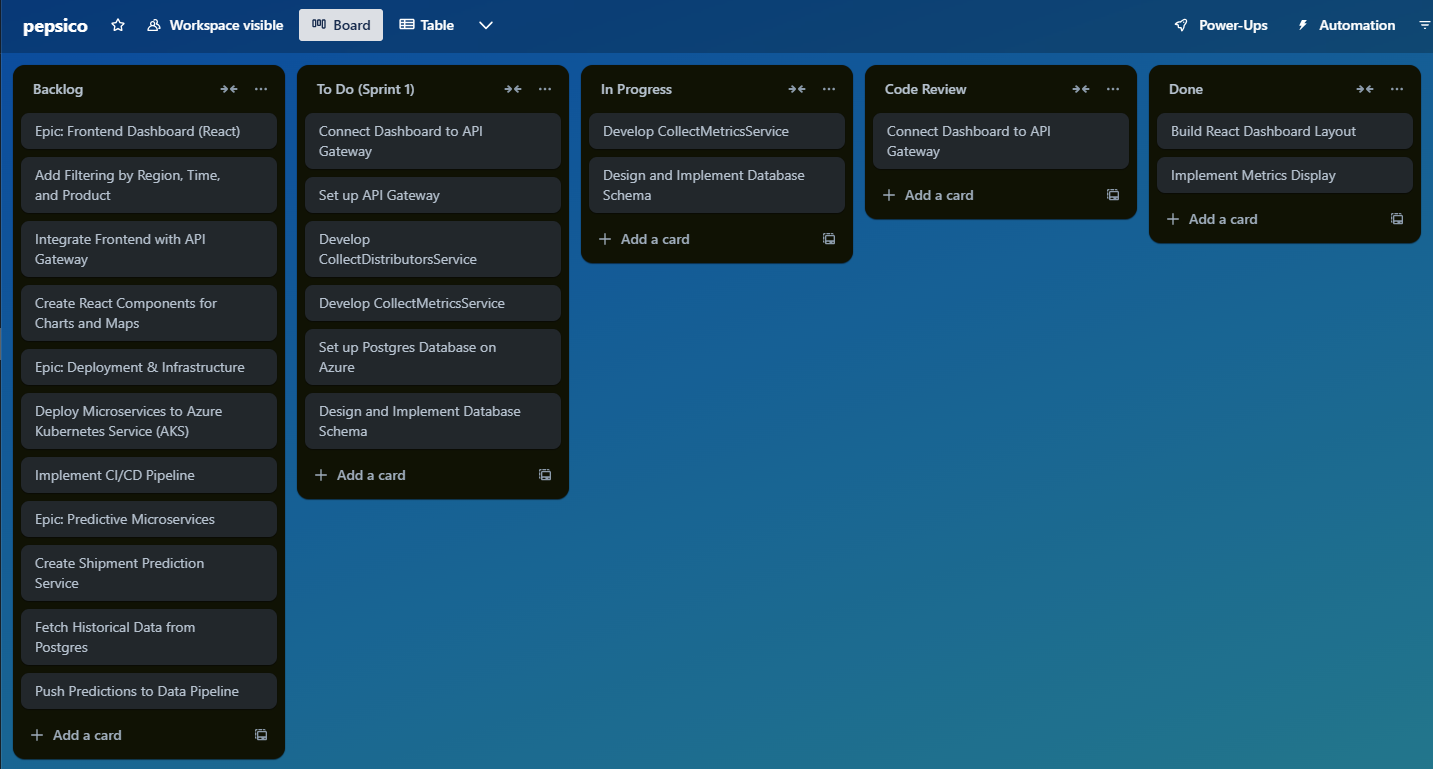 pepsico
Workspace visible
Board
Table
Power-Ups
Automation
Backlog
Epic: Frontend Dashboard (React)
Add Filtering by Region, Time,
and Product
Integrate Frontend with API
Gateway
Create React Components for
Charts and Maps
Epic: Deployment & Infrastructure
Deploy Microservices to Azure
Kubernetes Service (AKS)
Implement CI/CD Pipeline
Epic: Predictive Microservices
Create Shipment Prediction
Service
Fetch Historical Data from
Postgres
Push Predictions to Data Pipeline
Add a card
To Do (Sprint 1)
Connect Dashboard to API
Gateway
Set up API Gateway
Develop
CollectDistributorsService
Develop CollectMetricsService
Set up Postgres Database on
Azure
Design and Implement Database
Schema
Add a card
In Progress
Develop CollectMetricsService
Design and Implement Database
Schema
Add a card
Code Review
Connect Dashboard to API
Gateway
Add a card
Done
Build React Dashboard Layout
Implement Metrics Display
Add a card